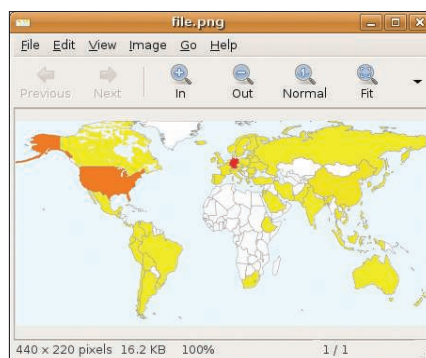 file.png
File Edit View Image Go Help
Previous Next In Out Normal Fit
440 x 220 pixels 16.2 KB 100% 1 / 1